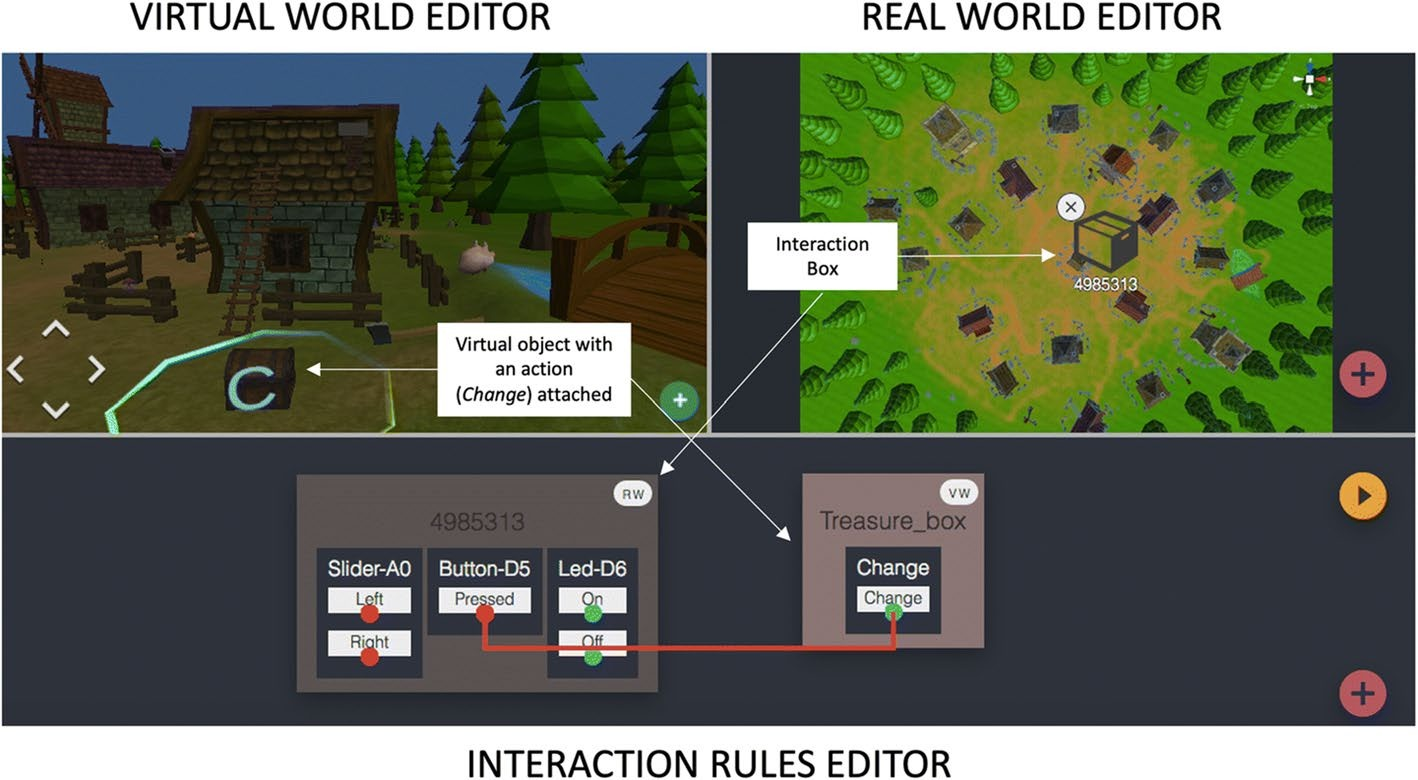 VIRTUAL WORLD EDITOR
REAL WORLD EDITOR
Interaction
Box
4985313
Virtual object with
an action
(Change) attached
C
RW
4985313
Slider-A0
Left
Right
Button-D5
Pressed
Led-D6
On
Off
VW
Treasure_box
Change
Change
INTERACTION RULES EDITOR